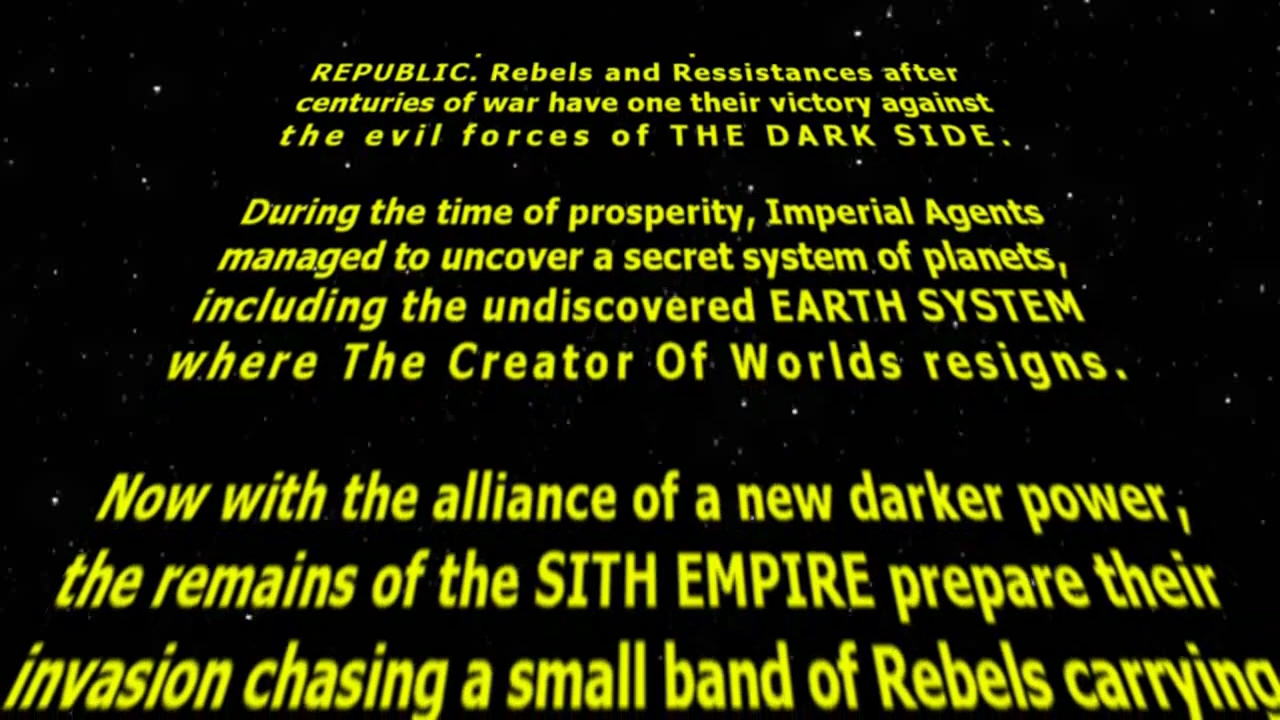 REPUBLIC. Rebels and Ressistances after
centuries of war have one their victory against
the evil forces of THE DARK SIDE.
During the time of prosperity, Imperial Agents
managed to uncover a secret system of planets,
including the undiscovered EARTH SYSTEM
where The Creator Of Worlds resigns.
Now with the alliance of a new darker power,
the remains of the SITH EMPIRE prepare their
invasion chasing a small band of Rebels carrying